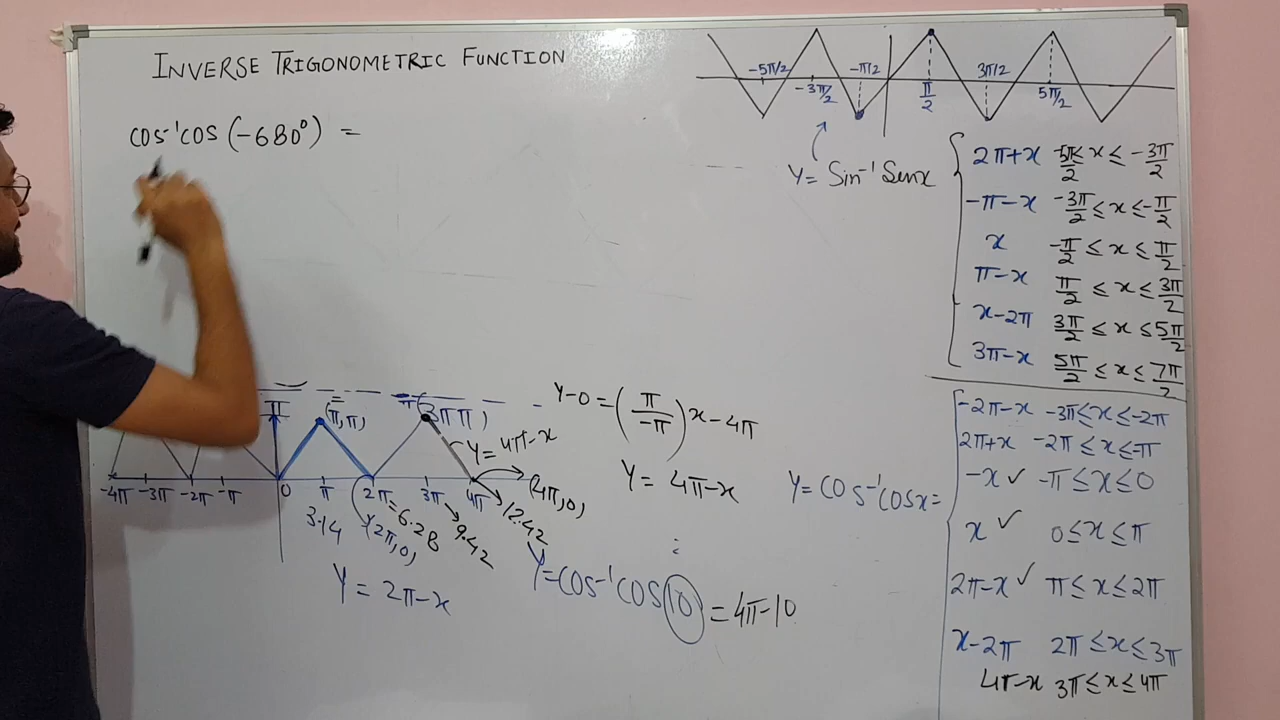 INVERSE TRIGONOMETRIC FUNCTION
cos⁻¹cos(-680°) =
-5π/2
-3π/2
-π/2
π/2
3π/2
5π/2
Y = Sin⁻¹ Sinx
2π+x -5π/2 ≤ x ≤ -3π/2
-π-x -3π/2 ≤ x ≤ -π/2
x -π/2 ≤ x ≤ π/2
π-x π/2 ≤ x ≤ 3π/2
x-2π 3π/2 ≤ x ≤ 5π/2
3π-x 5π/2 ≤ x ≤ 7π/2
π
(π,π)
(3π π)
Y=4π-x
-4π -3π -2π -π 0 π 2π 3π 4π
3.14
=6.28
9.42
12.42
(2π,0,
(4π,0,
Y = 2π-x
Y-0 = (π/-π) x-4π
Y = 4π-x
Y=COS⁻¹COS10 = 4π-10
Y=COS⁻¹COSx=
-2π-x -3π≤x≤-2π
2π+x -2π≤x≤-π
-x ✓ -π≤x≤0
x ✓ 0≤x≤π
2π-x ✓ π≤x≤2π
x-2π 2π≤x≤3π
4π-x 3π≤x≤4π